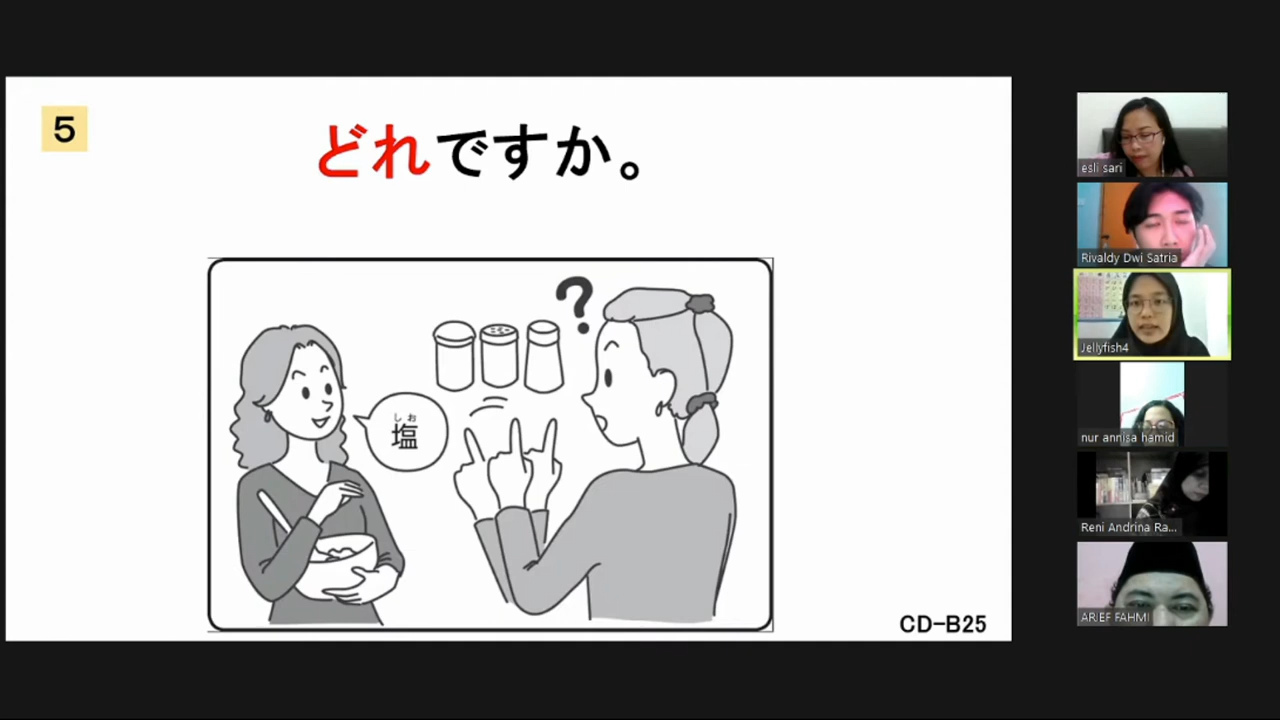 5
どれですか。
?
しお
塩
CD-B25
esli sari
Rivaldy Dwi Satria
Jellyfish4
nur annisa hamid
Reni Andrina Ra...
ARIEF FAHMI